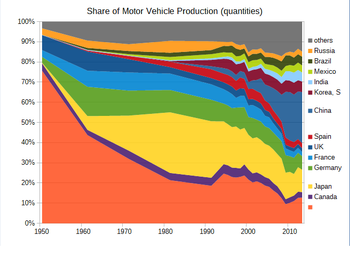 Share of Motor Vehicle Production (quantities)
100%
90%
80%
70%
60%
50%
40%
30%
20%
10%
0%
1950
1960
1970
1980
1990
2000
2010
others
Russia
Brazil
Mexico
India
Korea, S
China
Spain
UK
France
Germany
Japan
Canada